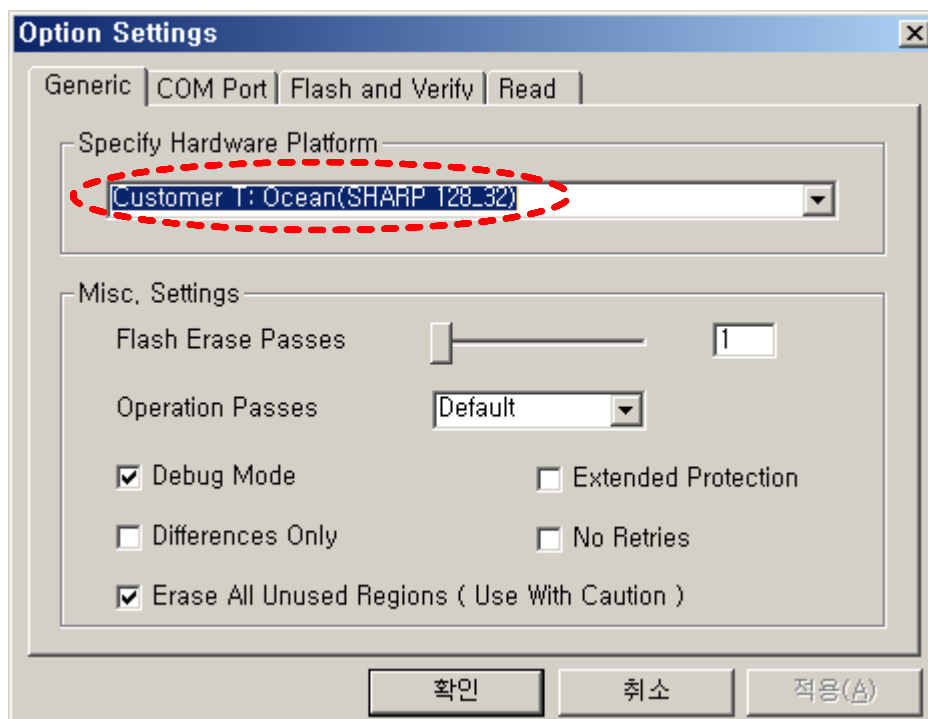 Option Settings
Generic COM Port Flash and Verify Read
Specify Hardware Platform
Customer T: Ocean(SHARP 128_32)
Misc. Settings
Flash Erase Passes 1
Operation Passes Default
Debug Mode Extended Protection
Differences Only No Retries
Erase All Unused Regions ( Use With Caution )
확인 취소 적용(A)